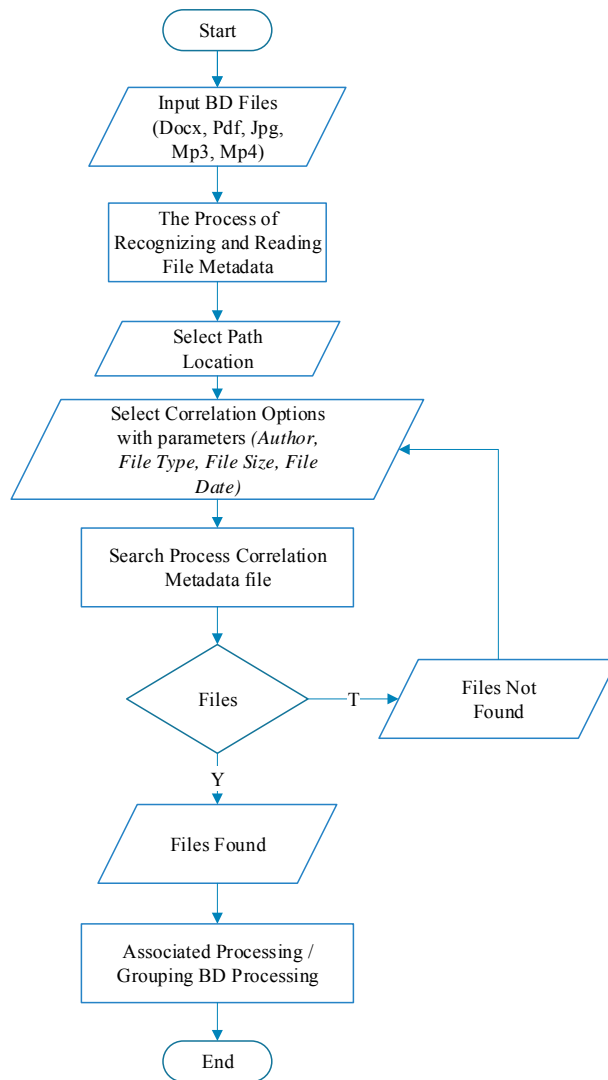 Start
Input BD Files
(Docx, Pdf, Jpg,
Mp3, Mp4)
The Process of
Recognizing and Reading
File Metadata
Select Path
Location
Select Correlation Options
with parameters (Author,
File Type, File Size, File
Date)
Search Process Correlation
Metadata file
Files
T
Files Not
Found
Y
Files Found
Associated Processing /
Grouping BD Processing
End